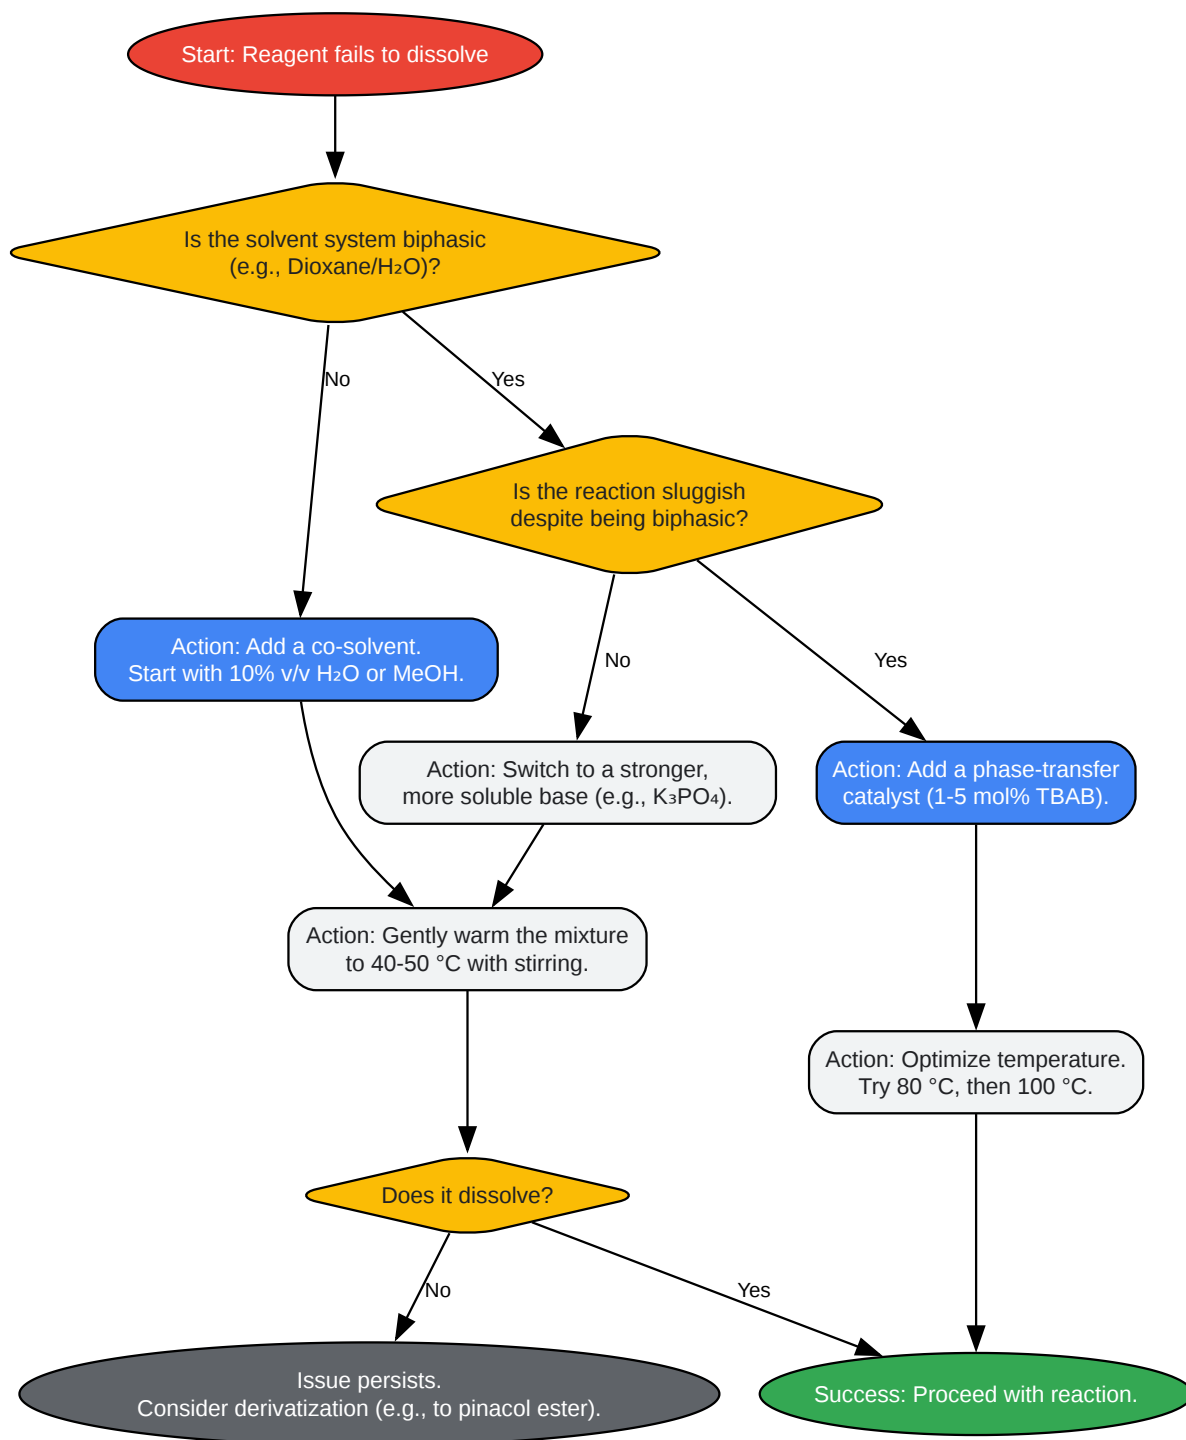 Start: Reagent fails to dissolve
Is the solvent system biphasic
(e.g., Dioxane/H₂O)?
No
Yes
Is the reaction sluggish
despite being biphasic?
Action: Add a co-solvent.
Start with 10% v/v H₂O or MeOH.
No
Yes
Action: Switch to a stronger,
more soluble base (e.g., K₃PO₄).
Action: Add a phase-transfer
catalyst (1-5 mol% TBAB).
Action: Gently warm the mixture
to 40-50 °C with stirring.
Action: Optimize temperature.
Try 80 °C, then 100 °C.
Does it dissolve?
No
Yes
Issue persists.
Consider derivatization (e.g., to pinacol ester).
Success: Proceed with reaction.